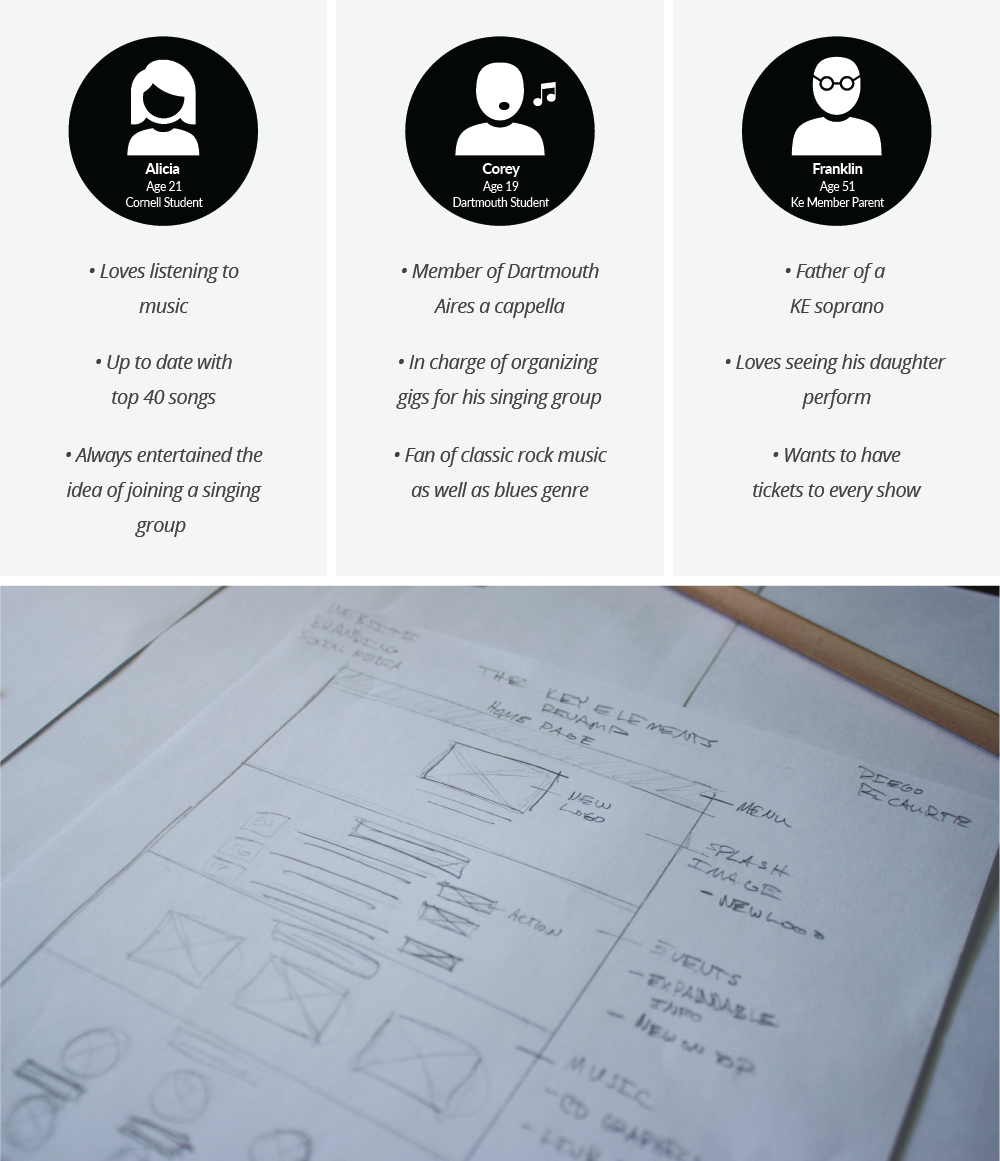 Alicia
Age 21
Cornell Student
• Loves listening to
music
• Up to date with
top 40 songs
• Always entertained the
idea of joining a singing
group
Corey
Age 19
Dartmouth Student
• Member of Dartmouth
Aires a cappella
• In charge of organizing
gigs for his singing group
• Fan of classic rock music
as well as blues genre
Franklin
Age 51
Ke Member Parent
• Father of a
KE soprano
• Loves seeing his daughter
perform
• Wants to have
tickets to every show
WEBSITE
BRANDING
SOCIAL MEDIA
THE KEY ELEMENTS
REVAMP
HOME PAGE
DIEGO
RICAURTE
NEW
LOGO
MENU
SPLASH
IMAGE
- NEW LOGO
ACTION
EVENTS
- EXPANDABLE
INFO
- NEW ON TOP
MUSIC
- CD